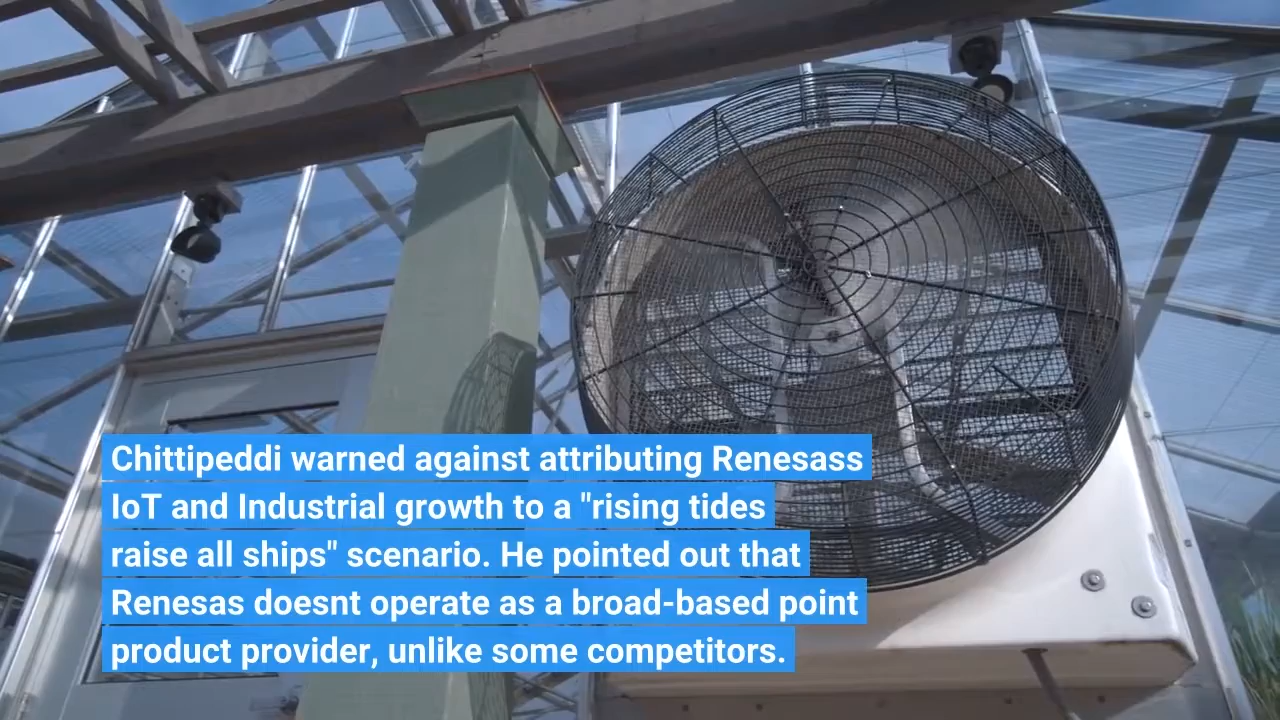 Chittipeddi warned against attributing Renesass
IoT and Industrial growth to a "rising tides
raise all ships" scenario. He pointed out that
Renesas doesnt operate as a broad-based point
product provider, unlike some competitors.